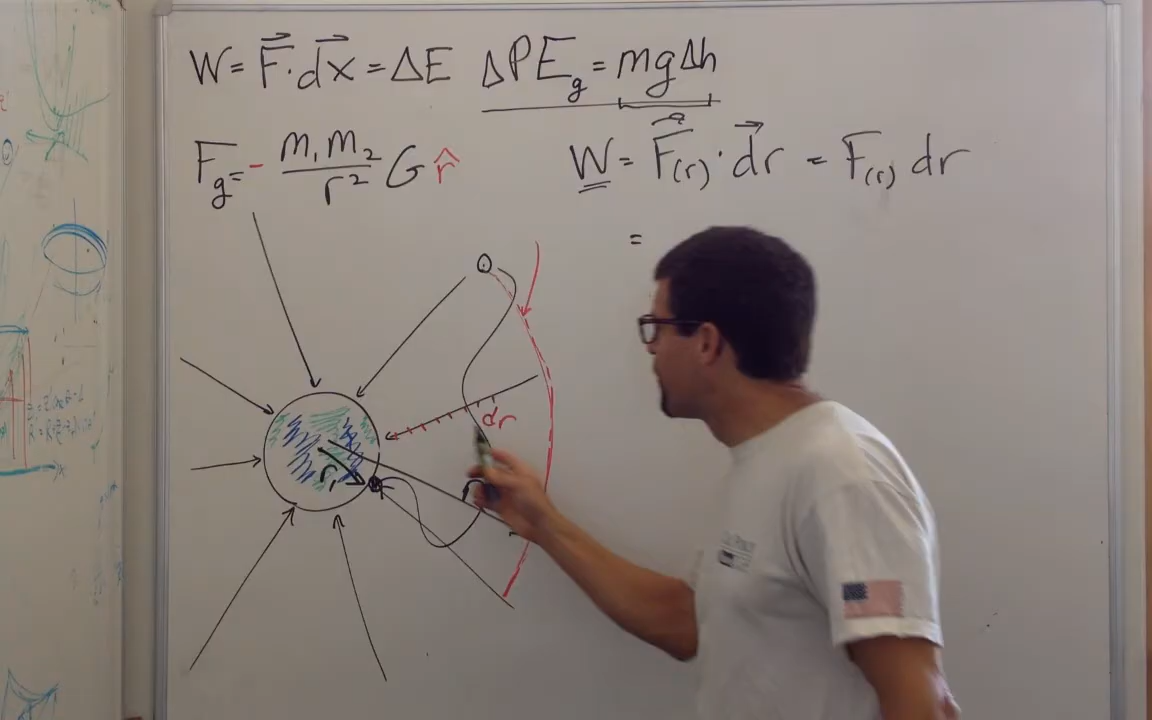 W = F⃗ · dx⃗ = ΔE ΔPE_g = mgΔh
F_g = - m₁m₂/r² G r̂
W = F⃗(r) · dr⃗ = F(r) dr
=
dr
r₁